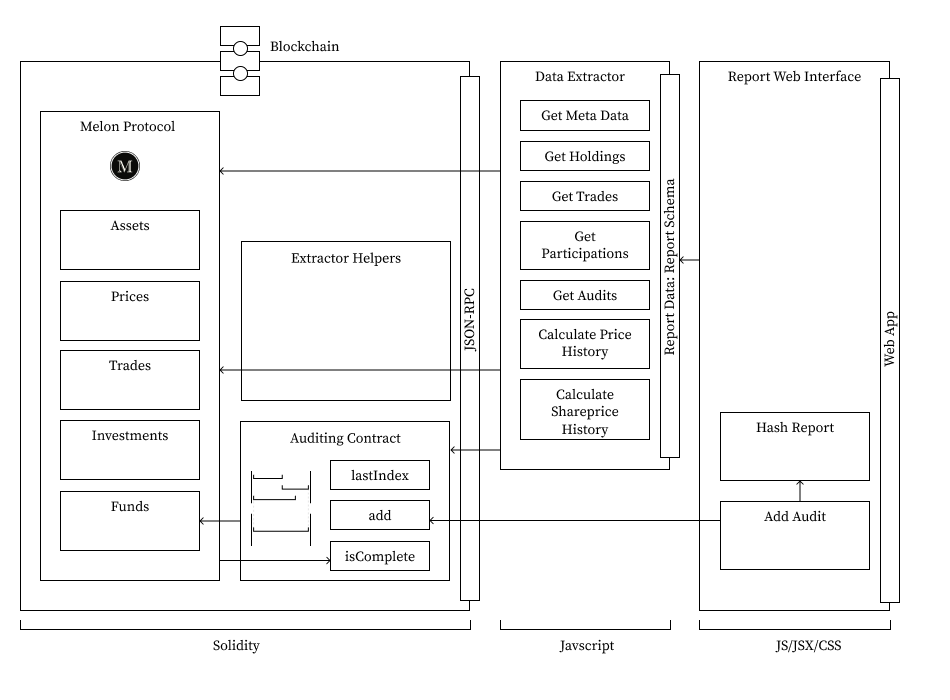 Blockchain
Melon Protocol
M
Assets
Prices
Trades
Investments
Funds
Extractor Helpers
Auditing Contract
lastIndex
add
isComplete
JSON-RPC
Solidity
Data Extractor
Get Meta Data
Get Holdings
Get Trades
Get
Participations
Get Audits
Calculate Price
History
Calculate
Shareprice
History
Report Data: Report Schema
Javscript
Report Web Interface
Hash Report
Add Audit
Web App
JS/JSX/CSS